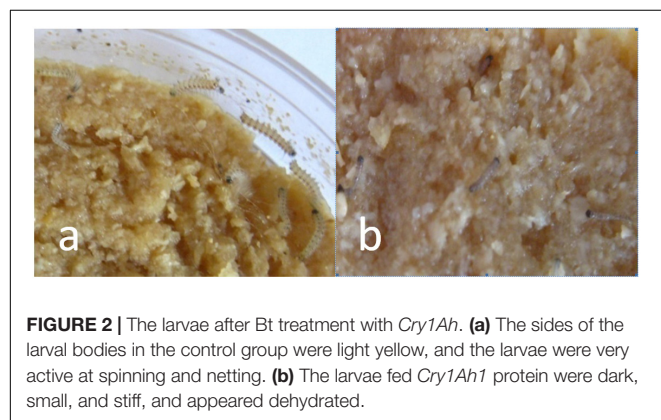 a
b
FIGURE 2 | The larvae after Bt treatment with Cry1Ah. (a) The sides of the
larval bodies in the control group were light yellow, and the larvae were very
active at spinning and netting. (b) The larvae fed Cry1Ah1 protein were dark,
small, and stiff, and appeared dehydrated.